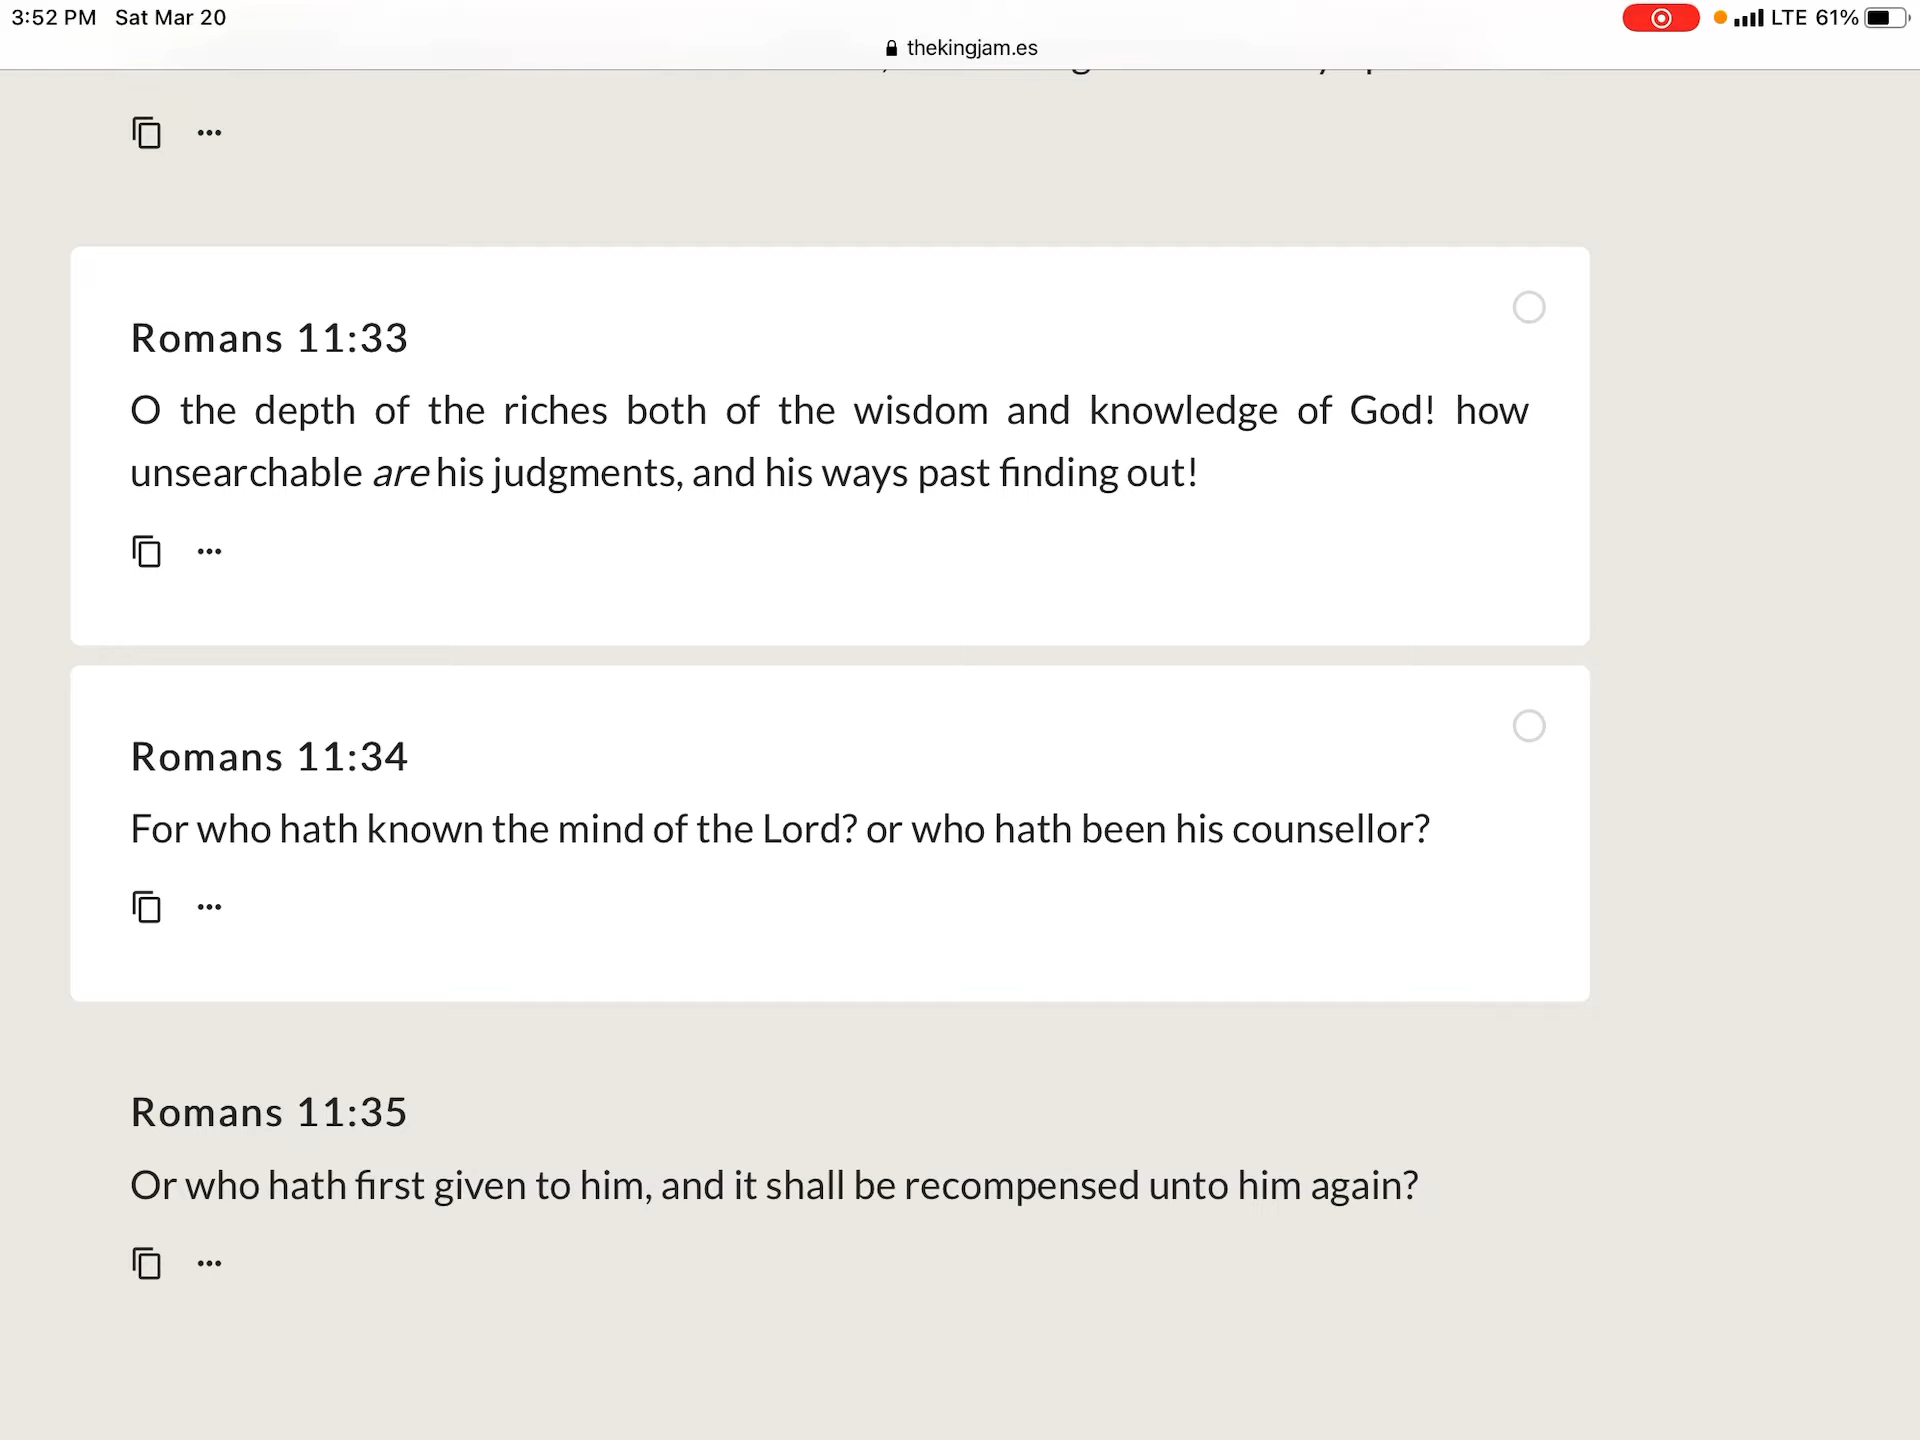 3:52 PM Sat Mar 20
LTE 61%
thekingjam.es
Romans 11:33
O the depth of the riches both of the wisdom and knowledge of God! how
unsearchable are his judgments, and his ways past finding out!
Romans 11:34
For who hath known the mind of the Lord? or who hath been his counsellor?
Romans 11:35
Or who hath first given to him, and it shall be recompensed unto him again?